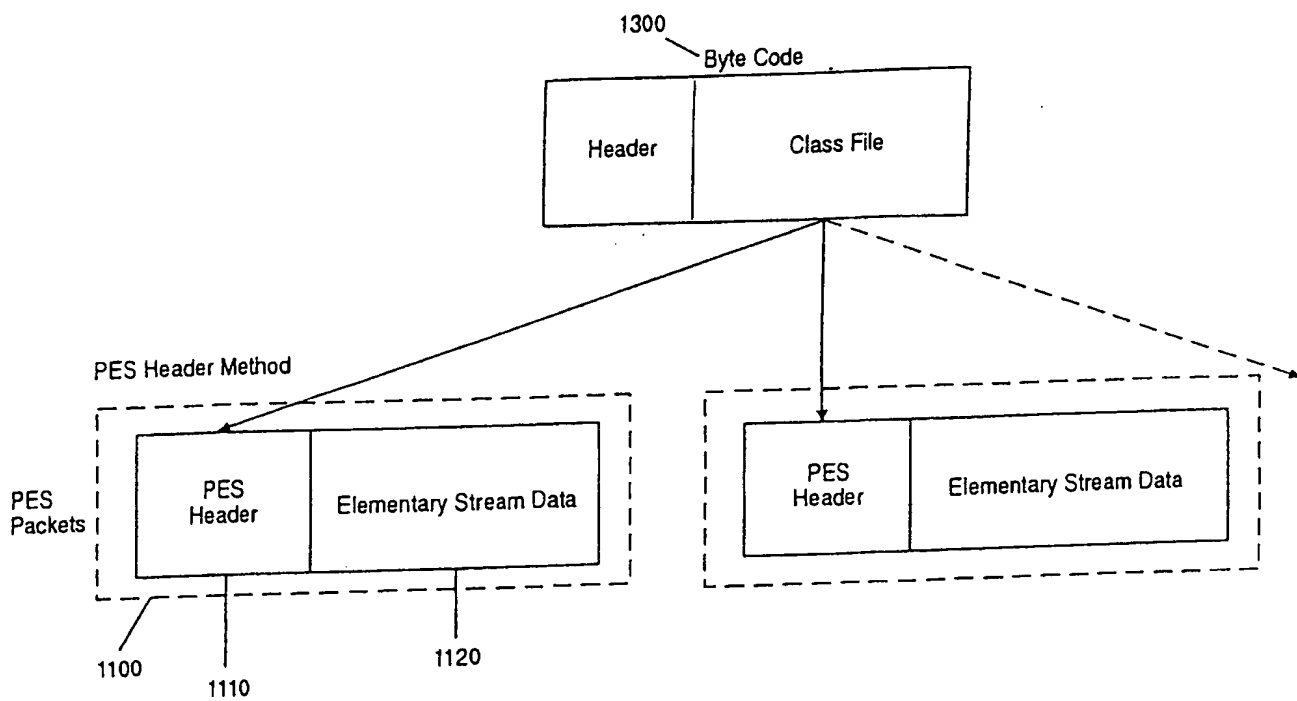 1300
Byte Code
Header
Class File
PES Header Method
PES
Packets
PES
Header
Elementary Stream Data
PES
Header
Elementary Stream Data
1100
1110
1120